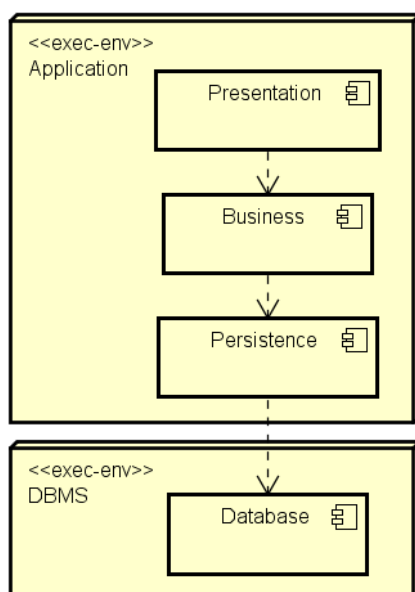 <<exec-env>>
Application
Presentation
Business
Persistence
<<exec-env>>
DBMS
Database